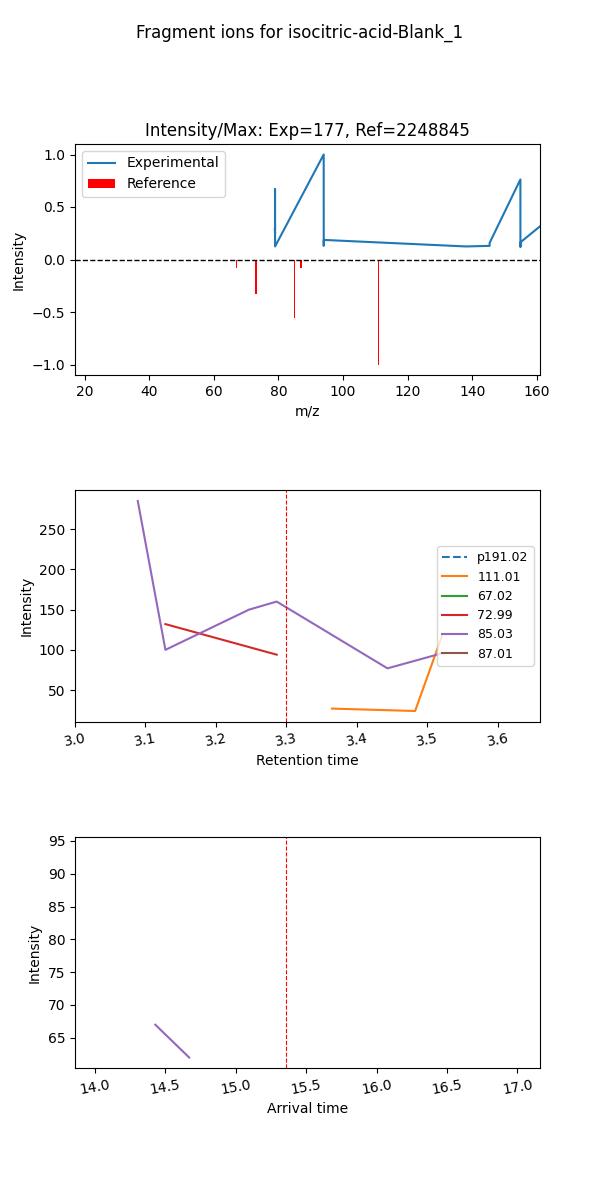 Fragment ions for isocitric-acid-Blank_1
Intensity/Max: Exp=177, Ref=2248845
Experimental
Reference
1.0
0.5
0.0
−0.5
−1.0
Intensity
20 40 60 80 100 120 140 160
m/z
250
200
150
100
50
Intensity
p191.02
111.01
67.02
72.99
85.03
87.01
3.0 3.1 3.2 3.3 3.4 3.5 3.6
Retention time
95
90
85
80
75
70
65
Intensity
14.0 14.5 15.0 15.5 16.0 16.5 17.0
Arrival time